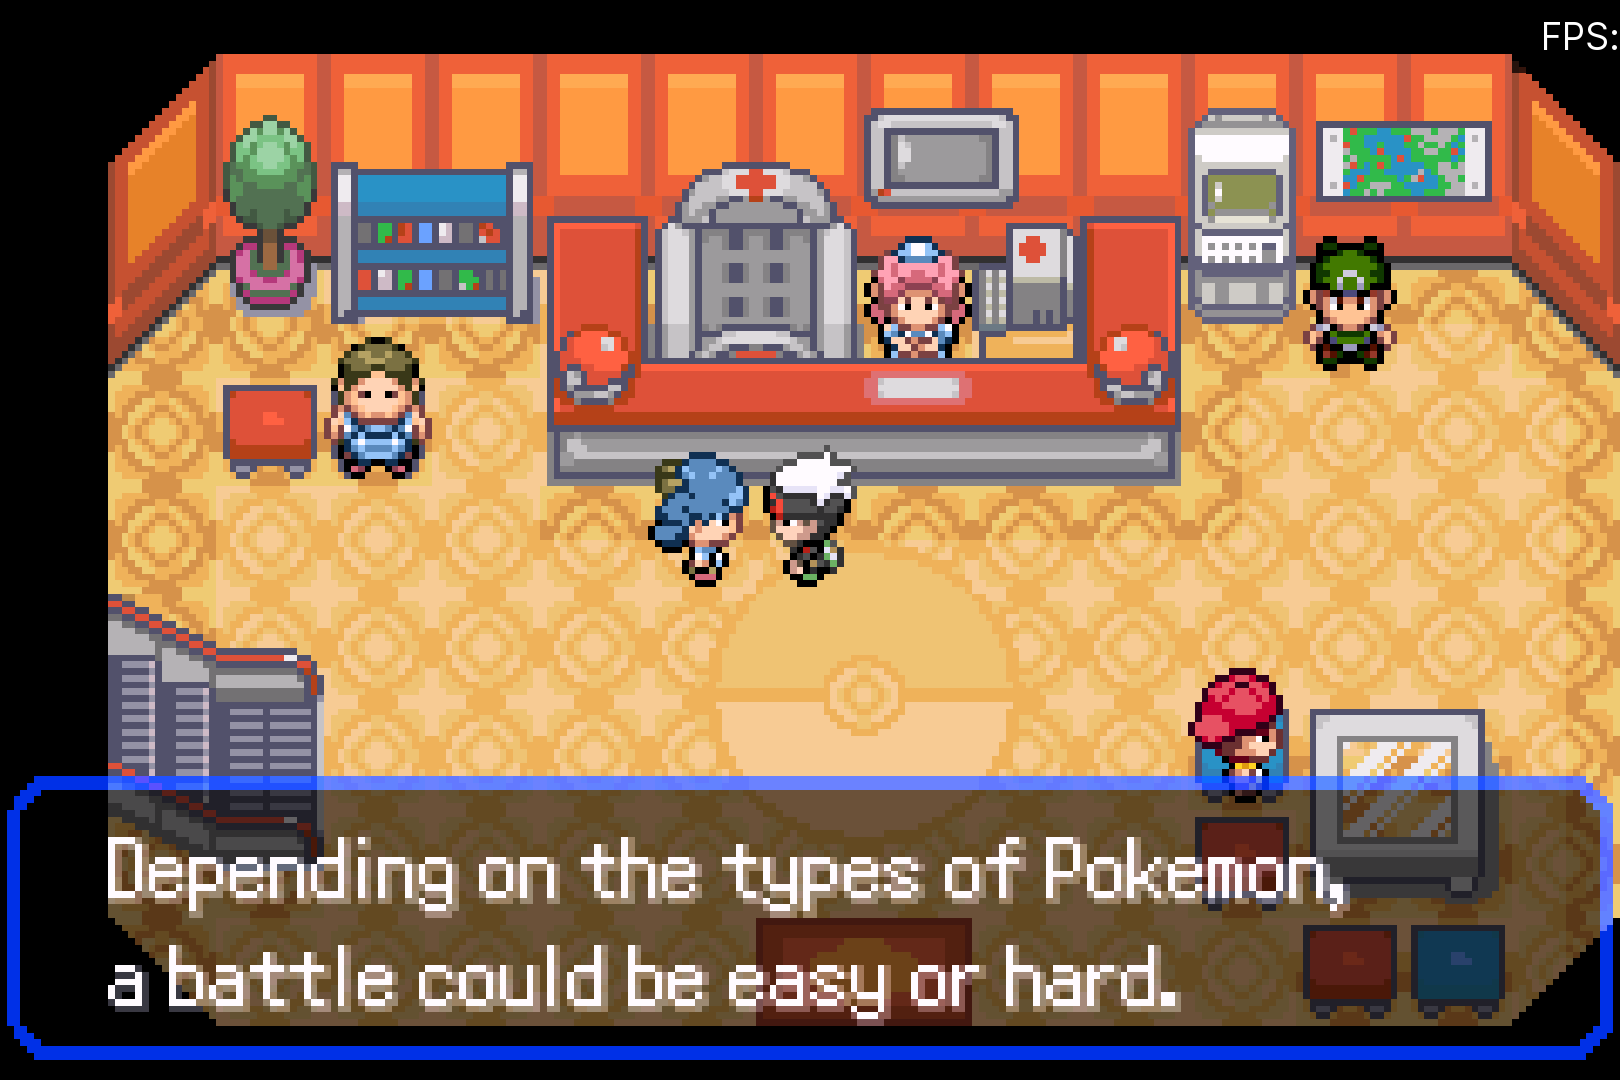 FPS:
Depending on the types of Pokemon,
a battle could be easy or hard.